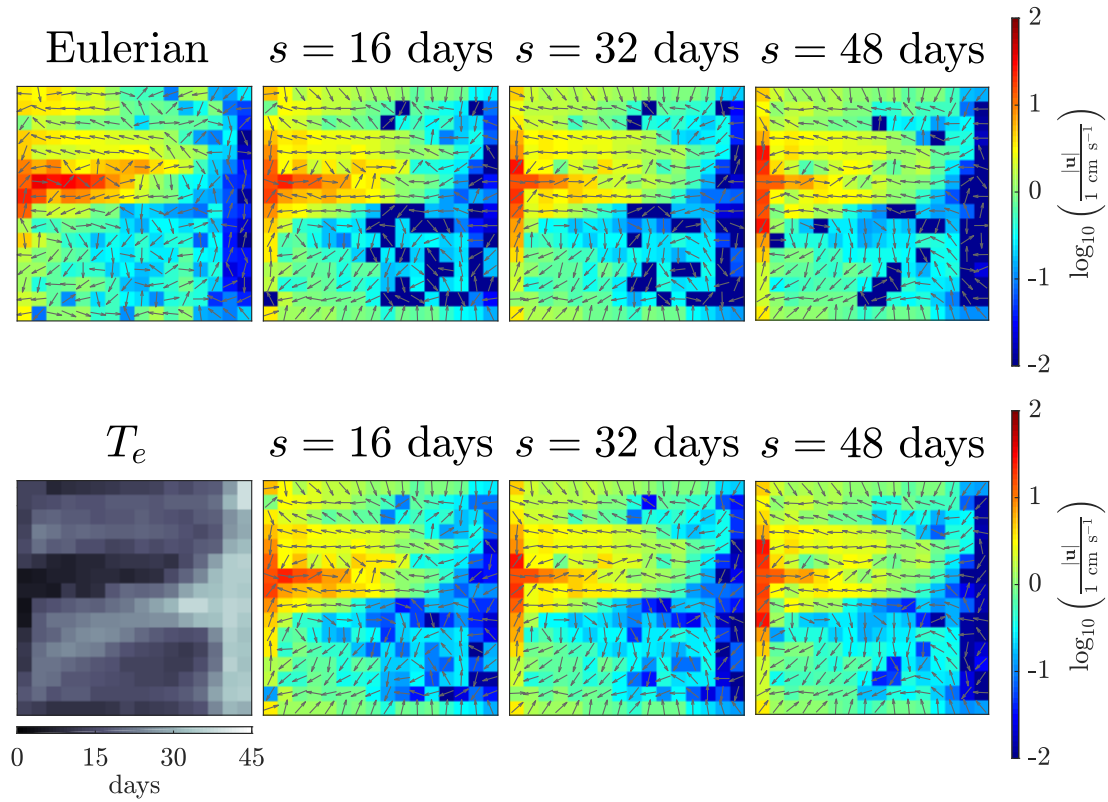 Eulerian s = 16 days s = 32 days s = 48 days
2
1
0
-1
-2
log₁₀ ( |u| / 1 cm s⁻¹ )
Tₑ s = 16 days s = 32 days s = 48 days
2
1
0
-1
-2
log₁₀ ( |u| / 1 cm s⁻¹ )
0 15 30 45
days